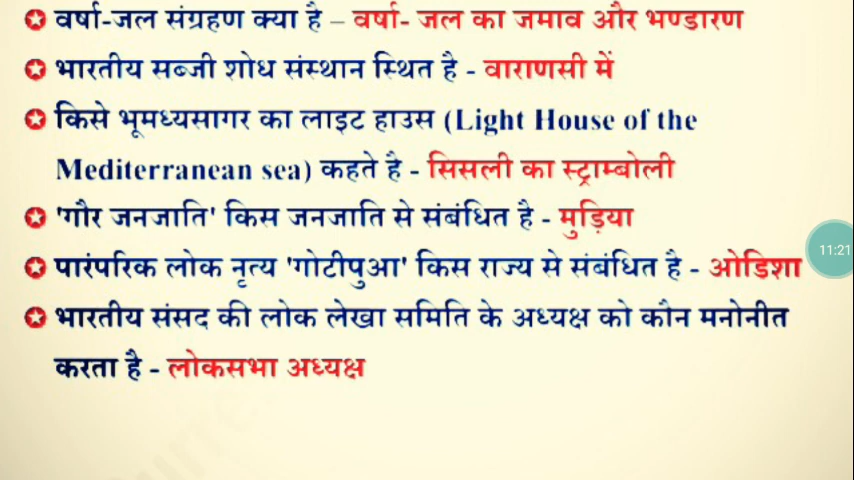 वर्षा-जल संग्रहण क्या है – वर्षा- जल का जमाव और भण्डारण
भारतीय सब्जी शोध संस्थान स्थित है - वाराणसी में
किसे भूमध्यसागर का लाइट हाउस (Light House of the
Mediterranean sea) कहते है - सिसली का स्ट्राम्बोली
'गौर जनजाति' किस जनजाति से संबंधित है - मुड़िया
11:21
पारंपरिक लोक नृत्य 'गोटीपुआ' किस राज्य से संबंधित है - ओडिशा
भारतीय संसद की लोक लेखा समिति के अध्यक्ष को कौन मनोनीत
करता है - लोकसभा अध्यक्ष